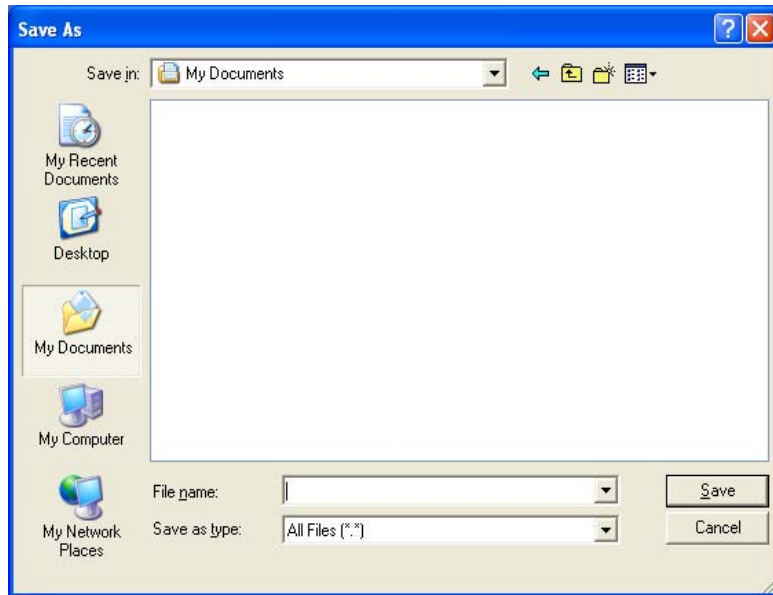 Save As
Save in:
My Documents
My Recent
Documents
Desktop
My Documents
My Computer
My Network
Places
File name:
Save
Save as type:
All Files (*.*)
Cancel